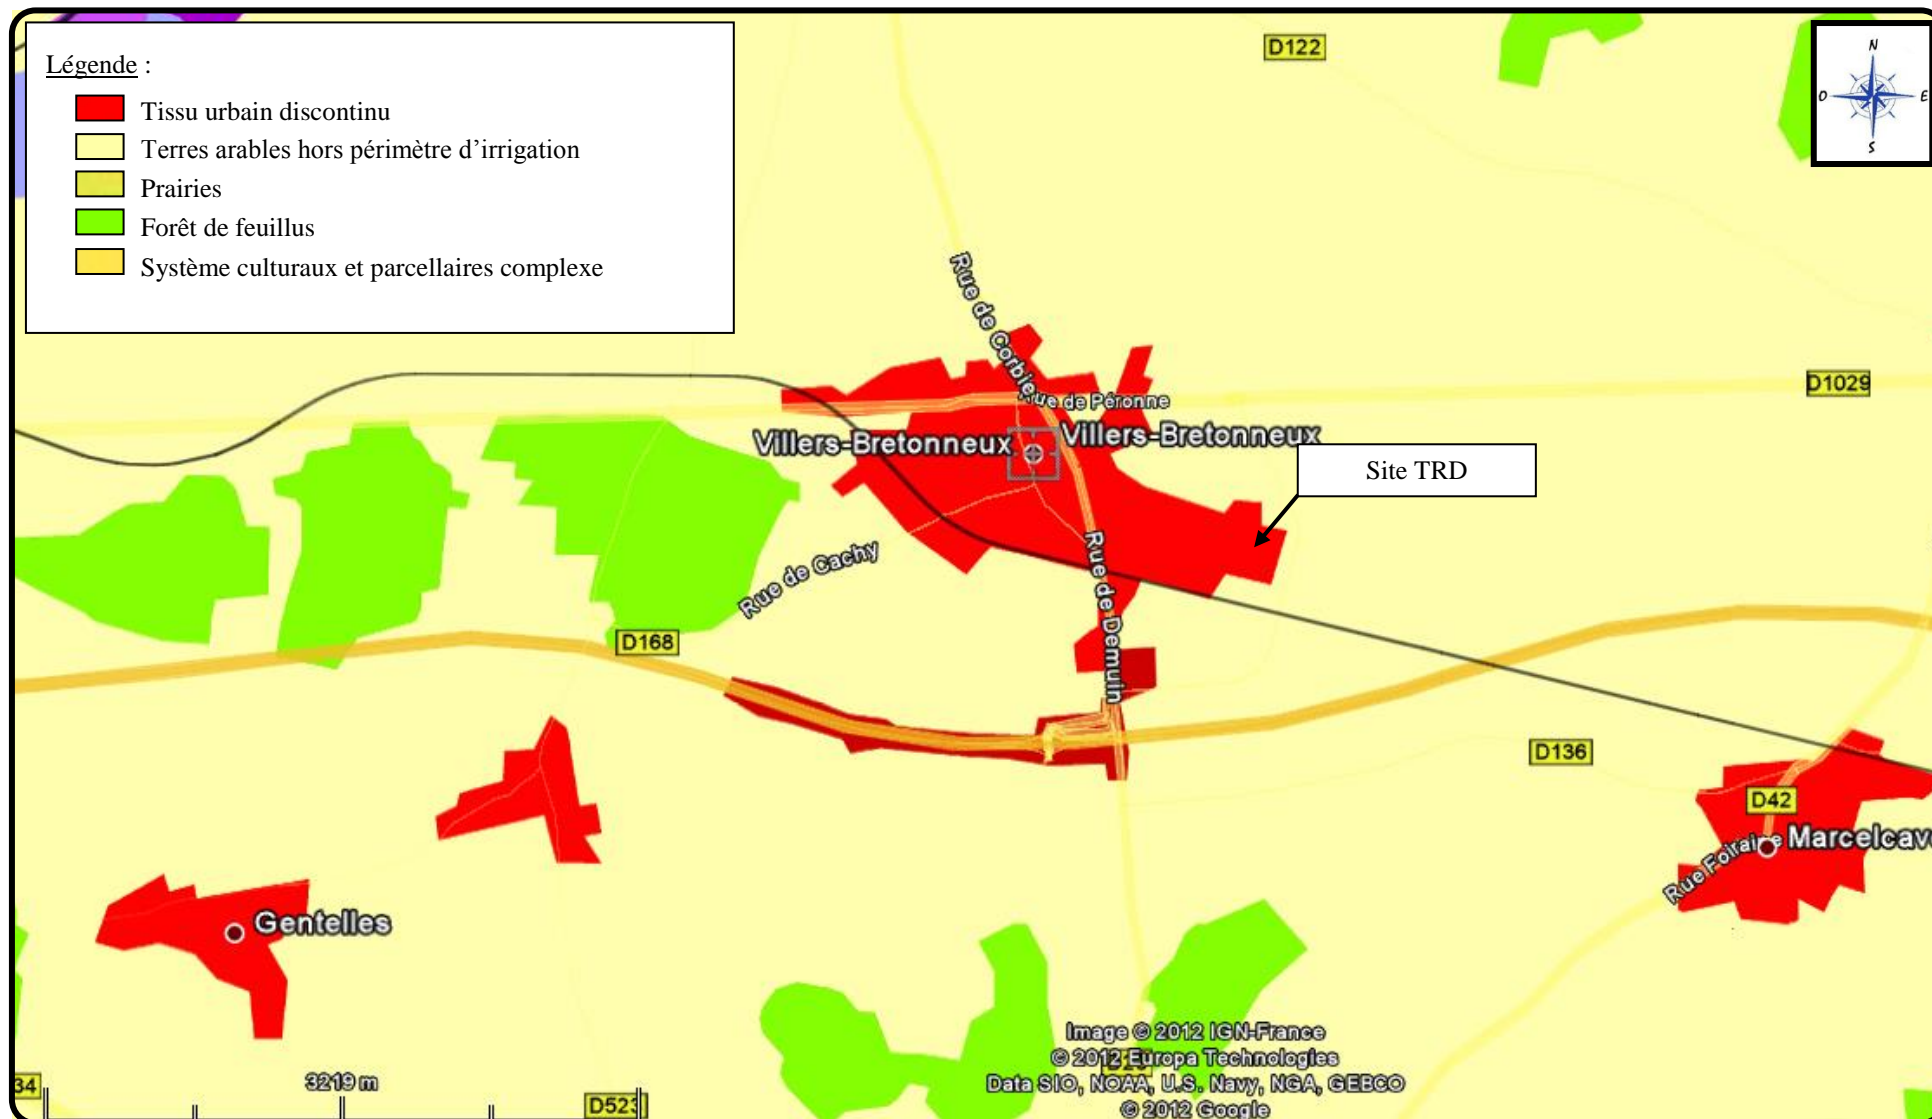 Légende :
Tissu urbain discontinu
Terres arables hors périmètre d'irrigation
Prairies
Forêt de feuillus
Système culturaux et parcellaires complexe
D122
N
O
E
S
Rue de Corbie
D1029
Rue de Péronne
Villers-Bretonneux
Villers-Bretonneux
Site TRD
Rue de Cachy
Rue de Demuin
D168
D136
D42
Marcelcave
Rue Foiraine
Gentelles
Image © 2012 IGN-France
© 2012 Europa Technologies
Data SIO, NOAA, U.S. Navy, NGA, GEBCO
© 2012 Google
3219 m
34
D523